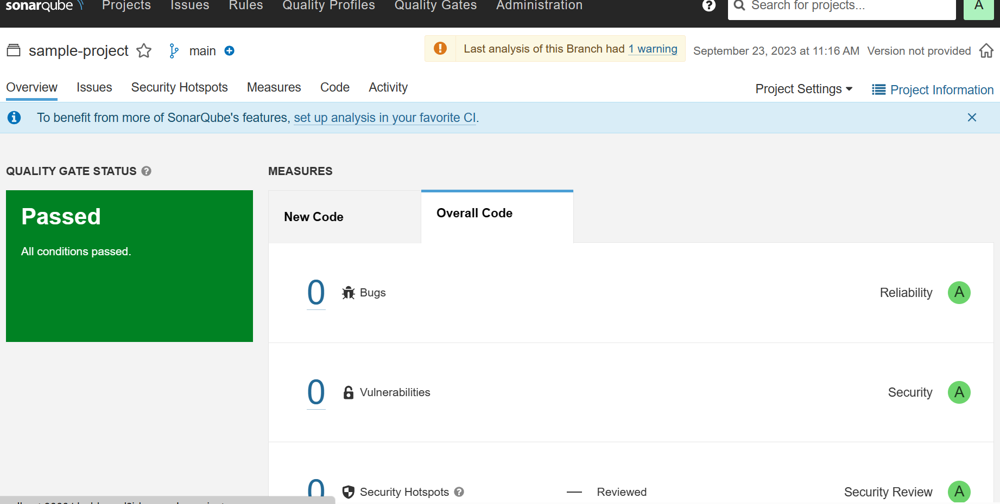 sonarqube Projects Issues Rules Quality Profiles Quality Gates Administration ? Search for projects... A
sample-project main Last analysis of this Branch had 1 warning September 23, 2023 at 11:16 AM Version not provided
Overview Issues Security Hotspots Measures Code Activity Project Settings Project Information
To benefit from more of SonarQube's features, set up analysis in your favorite CI.
QUALITY GATE STATUS ? MEASURES
Passed
All conditions passed.
New Code Overall Code
0 Bugs Reliability A
0 Vulnerabilities Security A
0 Security Hotspots ? — Reviewed Security Review A